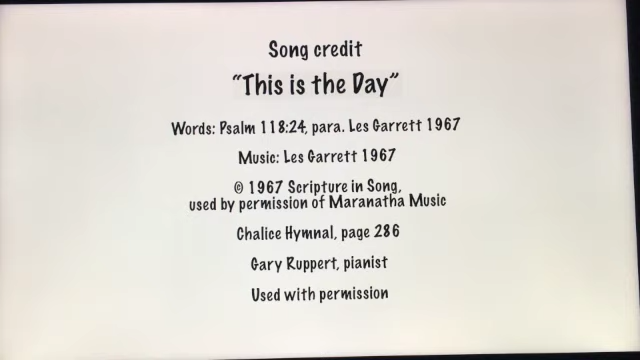 Song credit
"This is the Day"
Words: Psalm 118:24, para. Les Garrett 1967
Music: Les Garrett 1967
© 1967 Scripture in Song,
used by permission of Maranatha Music
Chalice Hymnal, page 286
Gary Ruppert, pianist
Used with permission